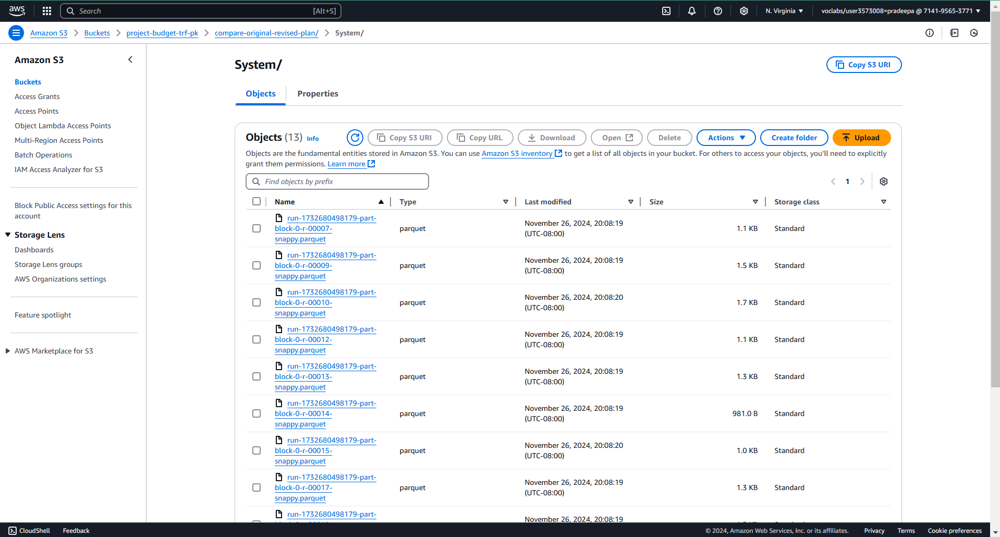 aws
Search [Alt+S]
N. Virginia
voclabs/user3573008=pradeepa @ 7141-9565-3771
Amazon S3 > Buckets > project-budget-trf-pk > compare-original-revised-plan/ > System/
Amazon S3
Buckets
Access Grants
Access Points
Object Lambda Access Points
Multi-Region Access Points
Batch Operations
IAM Access Analyzer for S3
Block Public Access settings for this
account
Storage Lens
Dashboards
Storage Lens groups
AWS Organizations settings
Feature spotlight
AWS Marketplace for S3
System/
Copy S3 URI
Objects
Properties
Objects (13) Info
Copy S3 URI
Copy URL
Download
Open
Delete
Actions
Create folder
Upload
Objects are the fundamental entities stored in Amazon S3. You can use Amazon S3 inventory to get a list of all objects in your bucket. For others to access your objects, you'll need to explicitly
grant them permissions. Learn more
Find objects by prefix
1
Name Type Last modified Size Storage class
run-1732680498179-part-
block-0-r-00007-
snappy.parquet
parquet
November 26, 2024, 20:08:19
(UTC-08:00)
1.1 KB
Standard
run-1732680498179-part-
block-0-r-00009-
snappy.parquet
parquet
November 26, 2024, 20:08:19
(UTC-08:00)
1.5 KB
Standard
run-1732680498179-part-
block-0-r-00010-
snappy.parquet
parquet
November 26, 2024, 20:08:20
(UTC-08:00)
1.7 KB
Standard
run-1732680498179-part-
block-0-r-00012-
snappy.parquet
parquet
November 26, 2024, 20:08:19
(UTC-08:00)
1.1 KB
Standard
run-1732680498179-part-
block-0-r-00013-
snappy.parquet
parquet
November 26, 2024, 20:08:19
(UTC-08:00)
1.3 KB
Standard
run-1732680498179-part-
block-0-r-00014-
snappy.parquet
parquet
November 26, 2024, 20:08:19
(UTC-08:00)
981.0 B
Standard
run-1732680498179-part-
block-0-r-00015-
snappy.parquet
parquet
November 26, 2024, 20:08:20
(UTC-08:00)
1.0 KB
Standard
run-1732680498179-part-
block-0-r-00017-
snappy.parquet
parquet
November 26, 2024, 20:08:19
(UTC-08:00)
1.3 KB
Standard
run-1732680498179-part-
November 26, 2024, 20:08:19
CloudShell
Feedback
© 2024, Amazon Web Services, Inc. or its affiliates.
Privacy
Terms
Cookie preferences